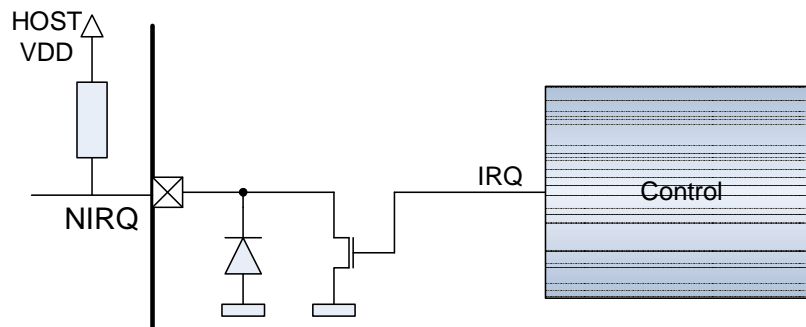 HOST
VDD
NIRQ
IRQ
Control